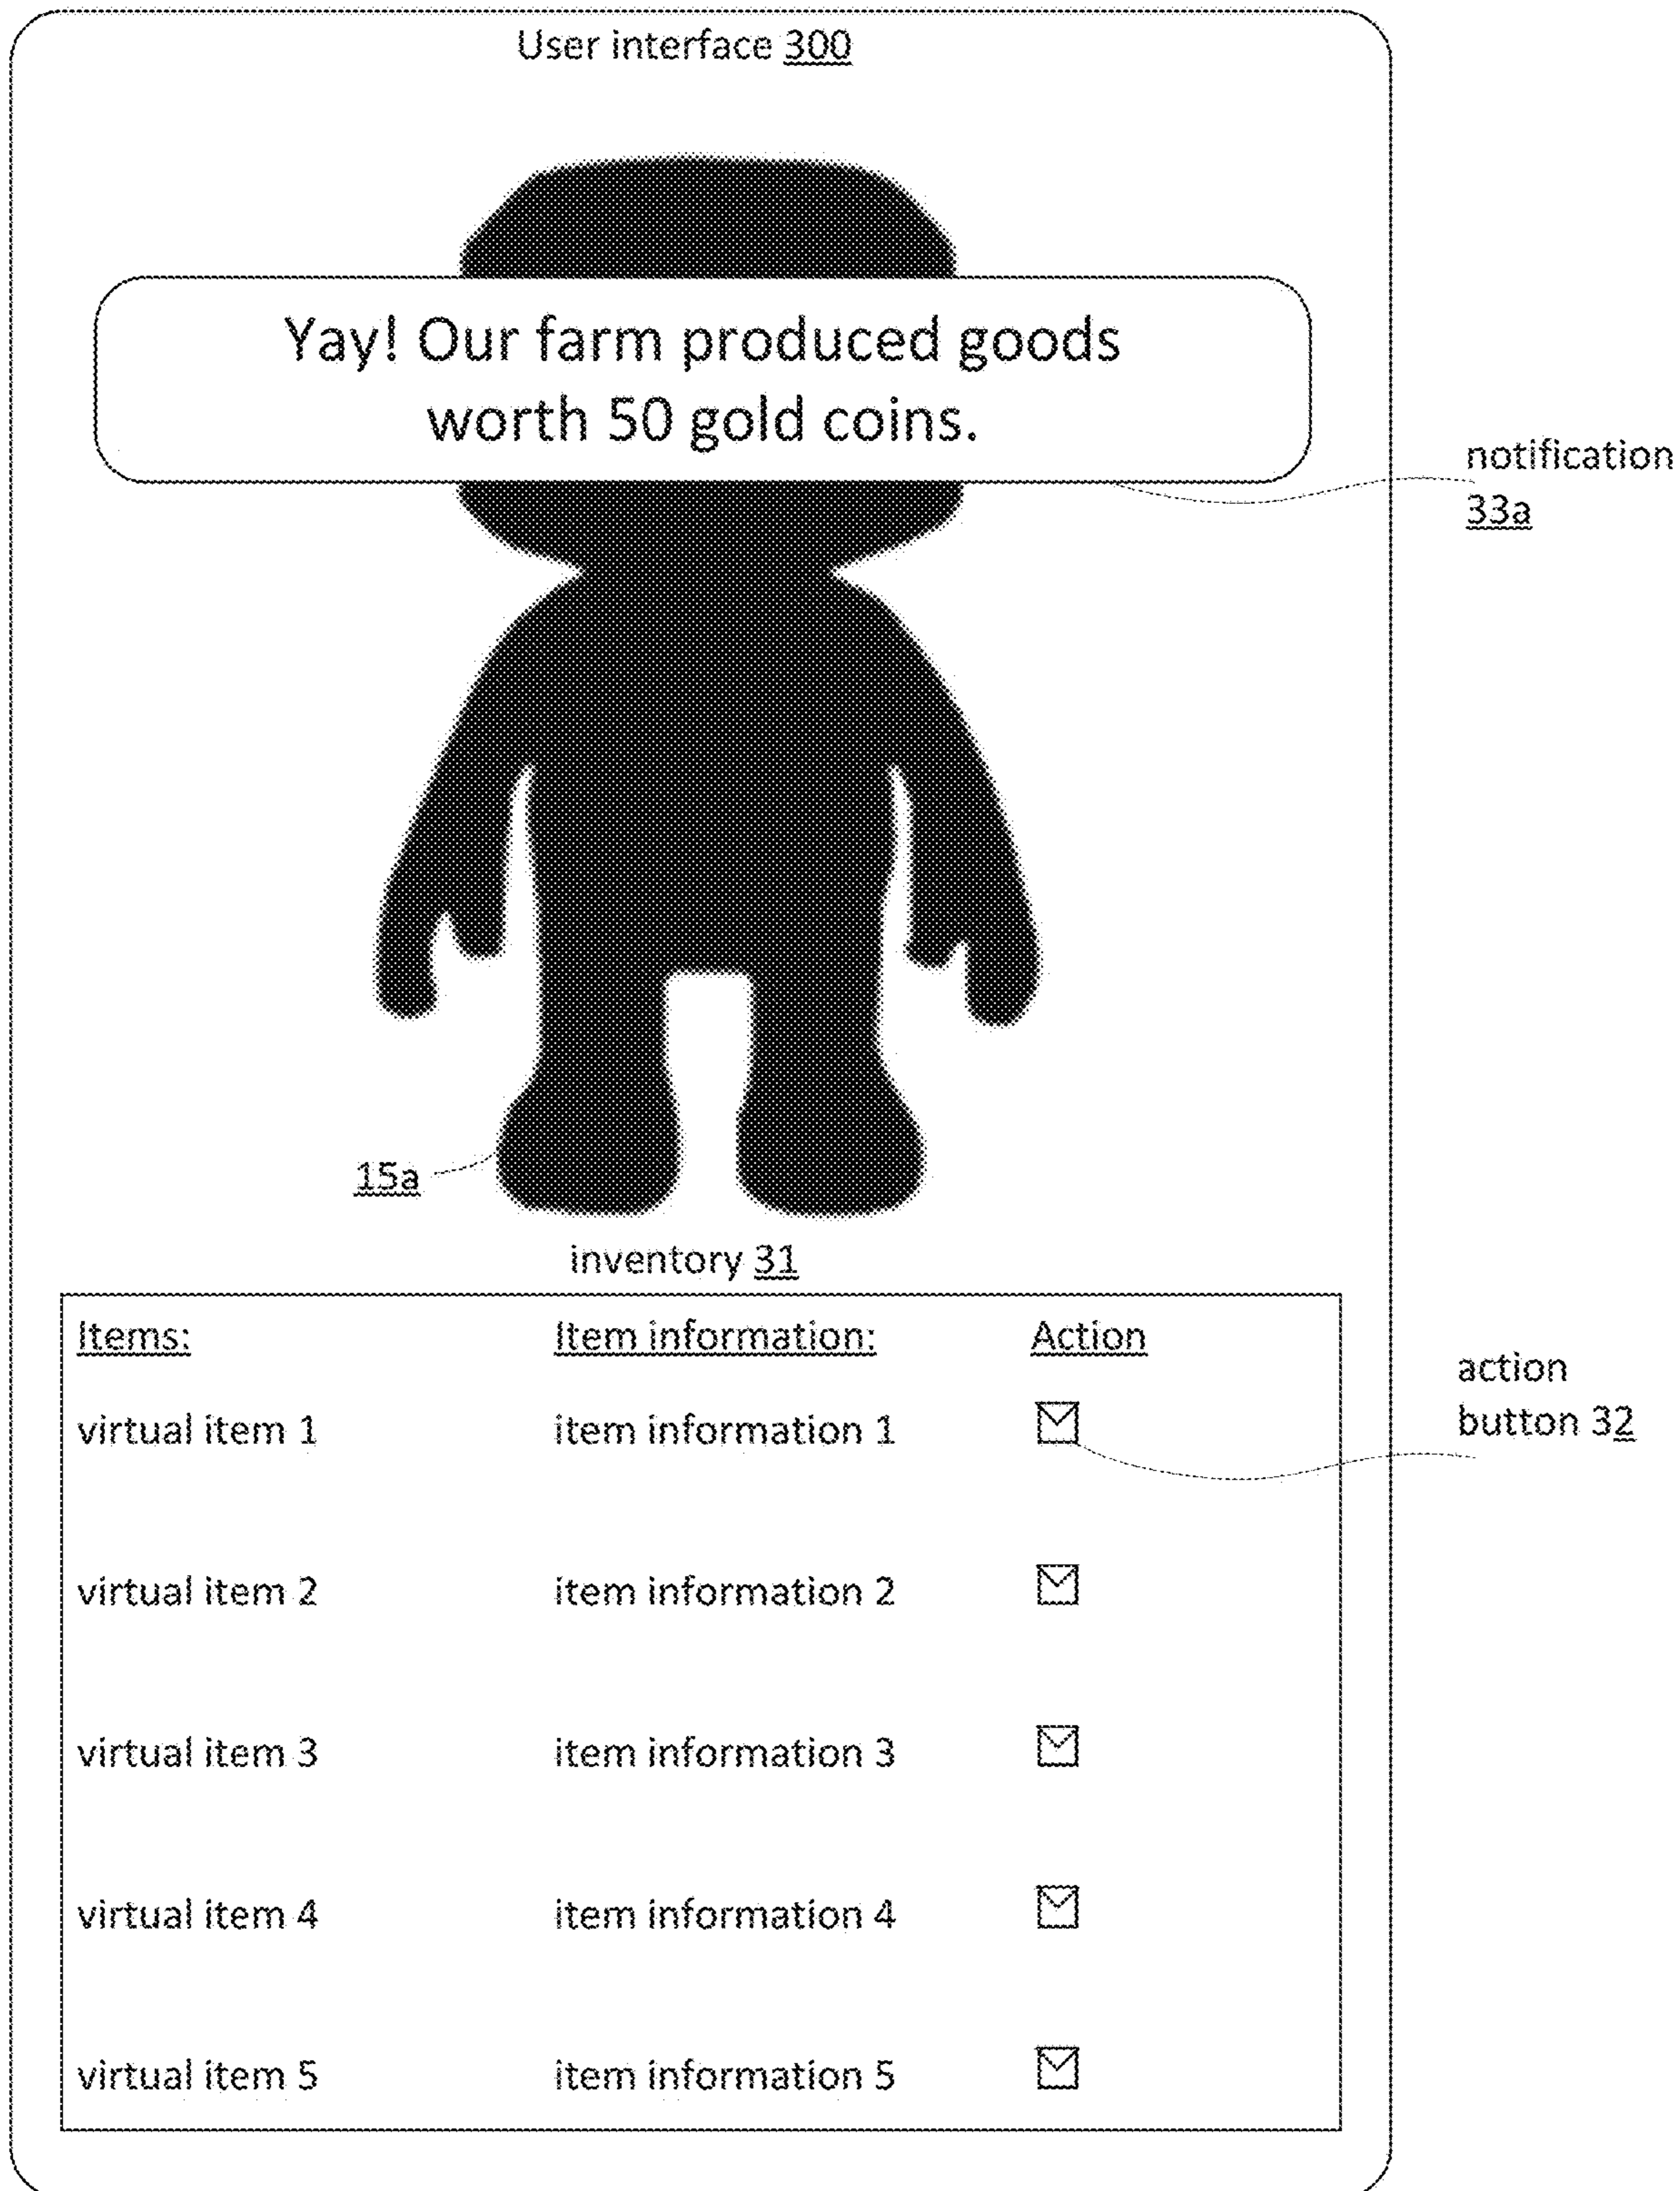 User interface 300
Yay! Our farm produced goods
worth 50 gold coins.
notification
33a
15a
inventory 31
Items: Item information: Action
action
button 32
virtual item 1 item information 1
virtual item 2 item information 2
virtual item 3 item information 3
virtual item 4 item information 4
virtual item 5 item information 5